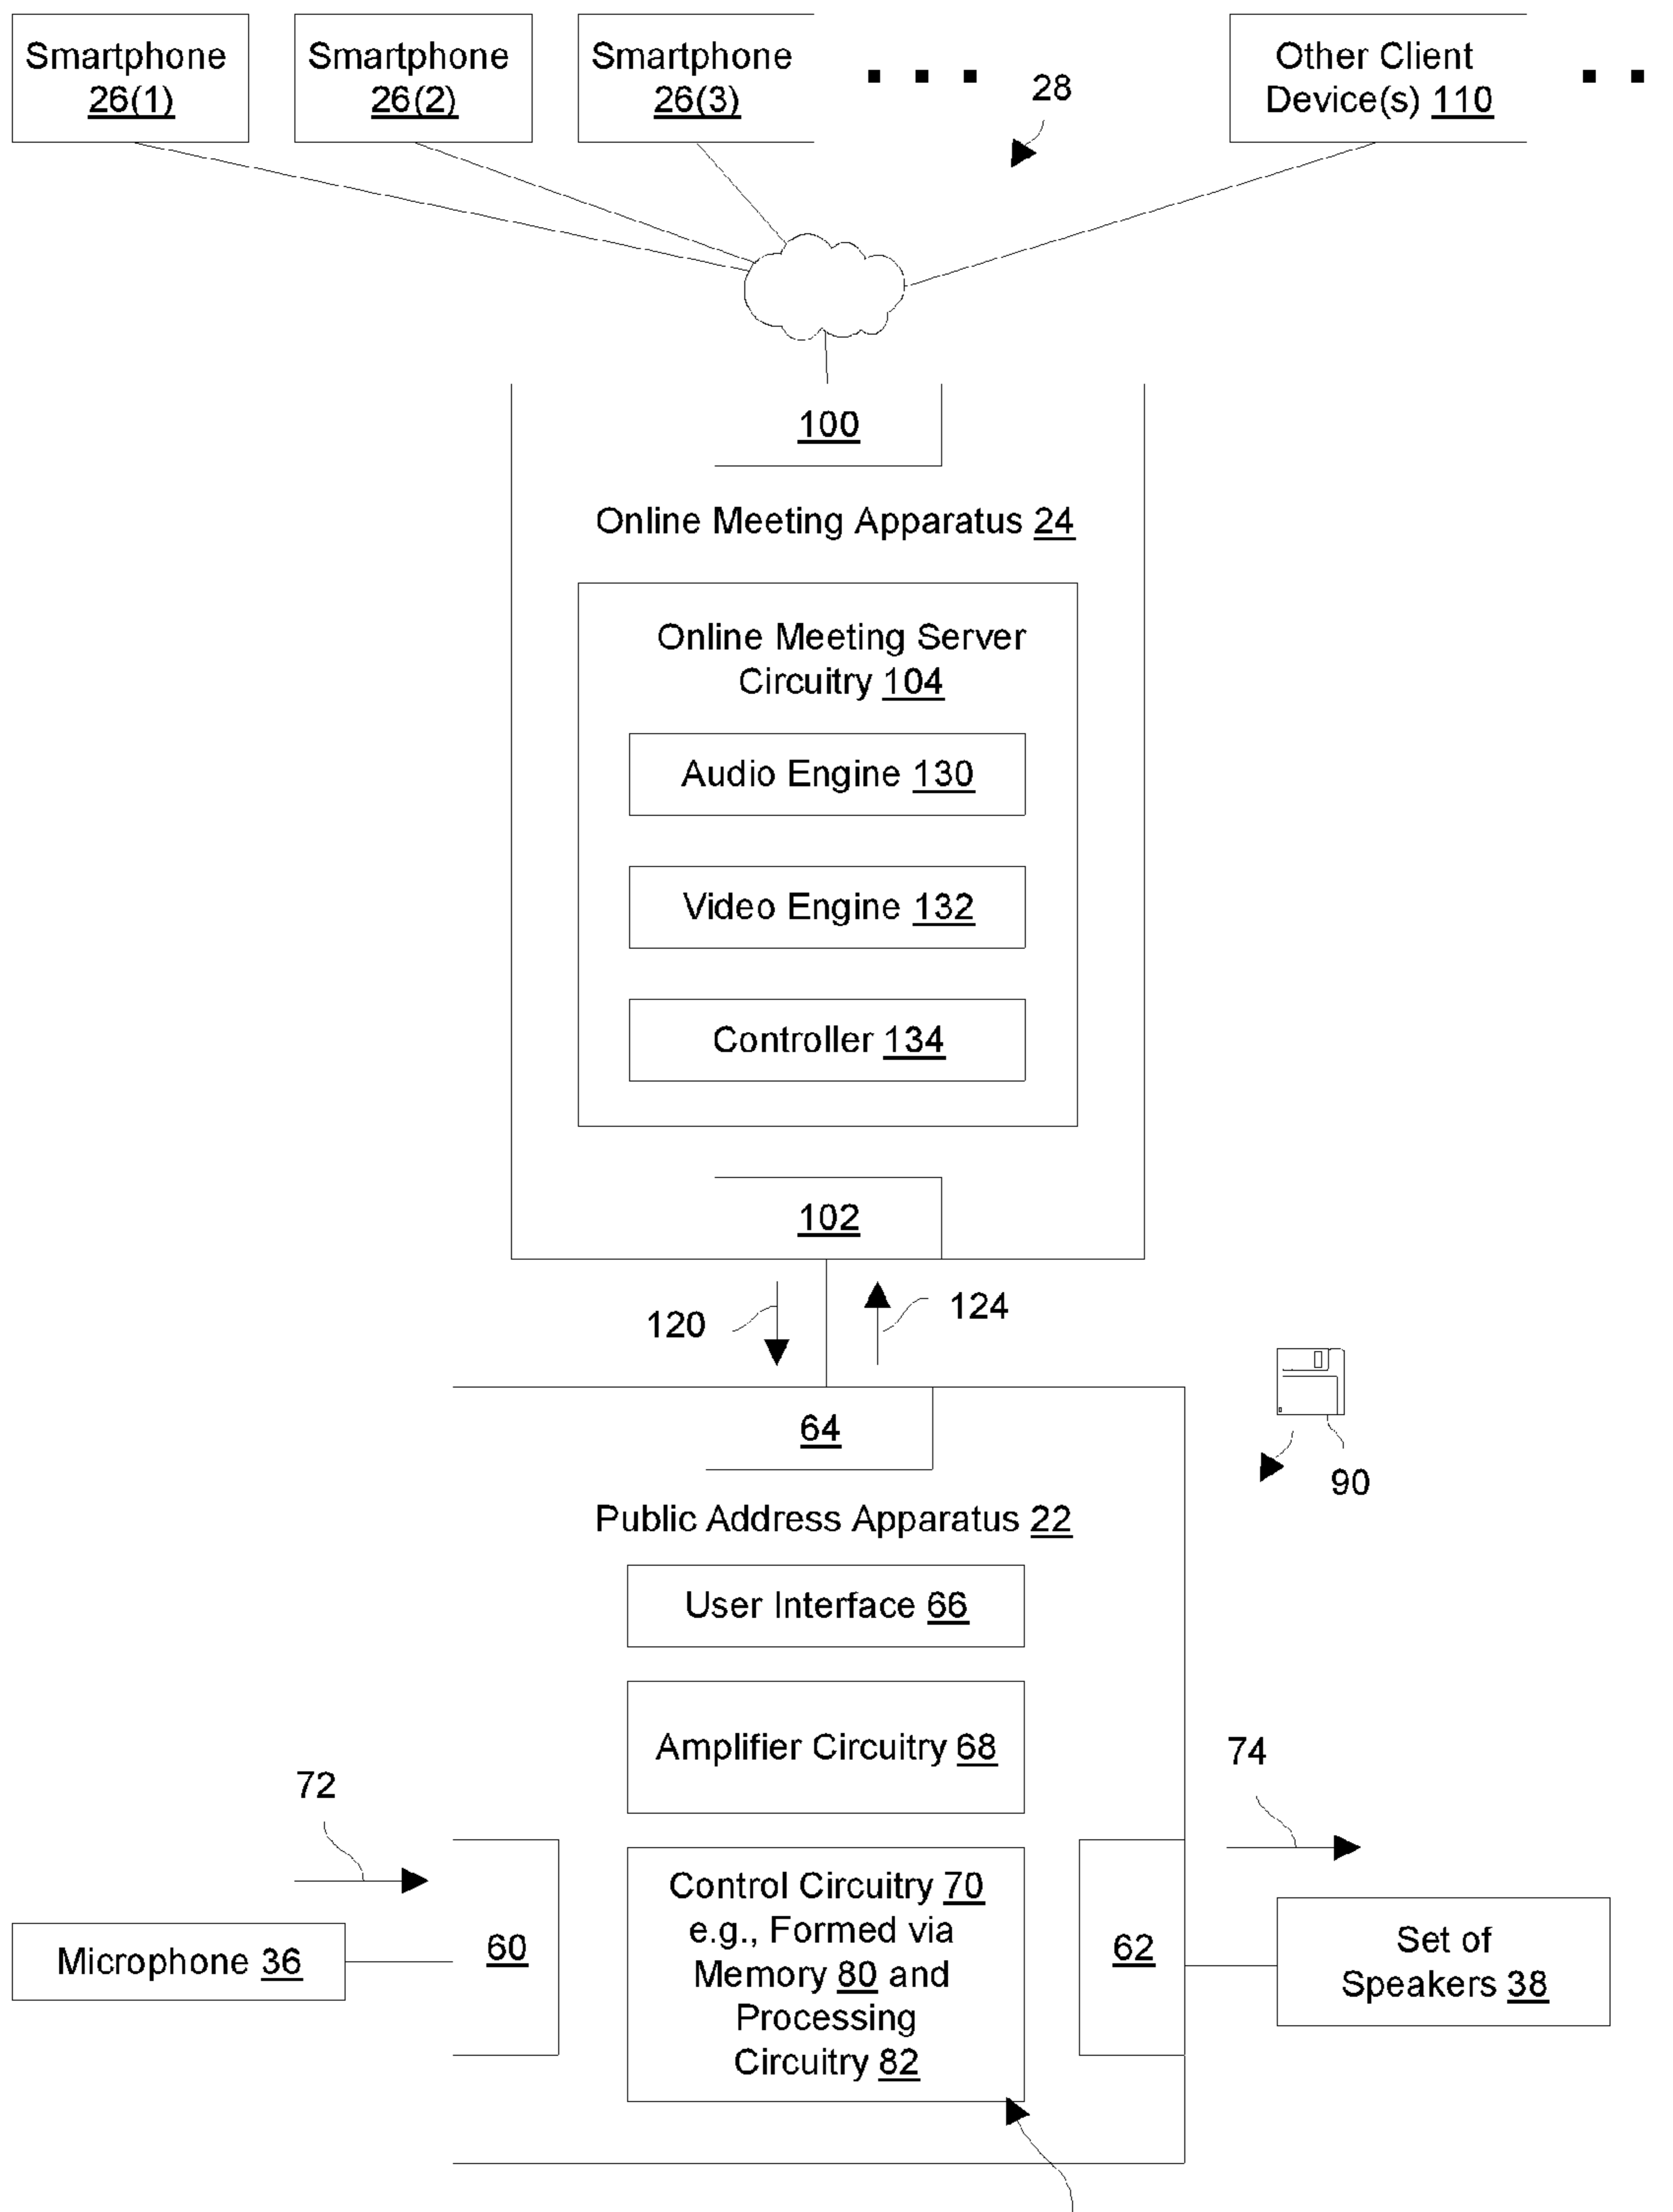 Smartphone
26(1)
Smartphone
26(2)
Smartphone
26(3)
28
Other Client
Device(s) 110
100
Online Meeting Apparatus 24
Online Meeting Server
Circuitry 104
Audio Engine 130
Video Engine 132
Controller 134
102
120
124
64
90
Public Address Apparatus 22
User Interface 66
Amplifier Circuitry 68
74
72
Control Circuitry 70
e.g., Formed via
Memory 80 and
Processing
Circuitry 82
Microphone 36
60
62
Set of
Speakers 38